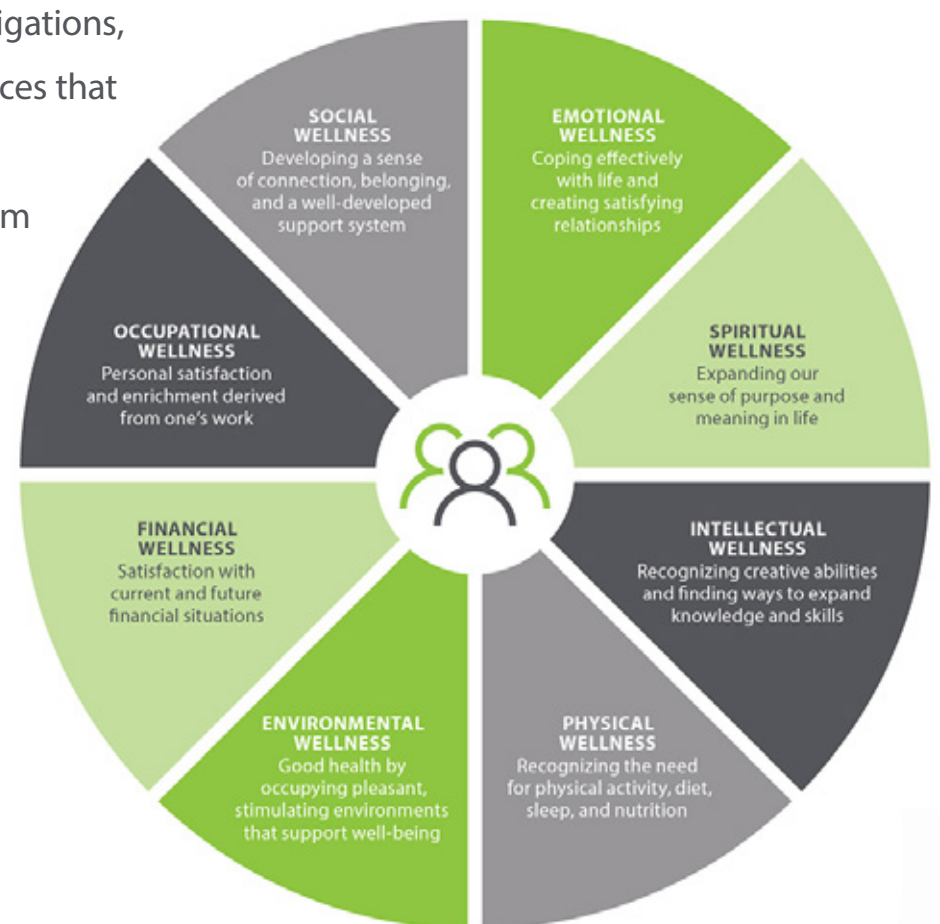 igations,
ces that
m
SOCIAL
WELLNESS
Developing a sense
of connection, belonging,
and a well-developed
support system
EMOTIONAL
WELLNESS
Coping effectively
with life and
creating satisfying
relationships
SPIRITUAL
WELLNESS
Expanding our
sense of purpose and
meaning in life
INTELLECTUAL
WELLNESS
Recognizing creative abilities
and finding ways to expand
knowledge and skills
PHYSICAL
WELLNESS
Recognizing the need
for physical activity, diet,
sleep, and nutrition
ENVIRONMENTAL
WELLNESS
Good health by
occupying pleasant,
stimulating environments
that support well-being
FINANCIAL
WELLNESS
Satisfaction with
current and future
financial situations
OCCUPATIONAL
WELLNESS
Personal satisfaction
and enrichment derived
from one's work